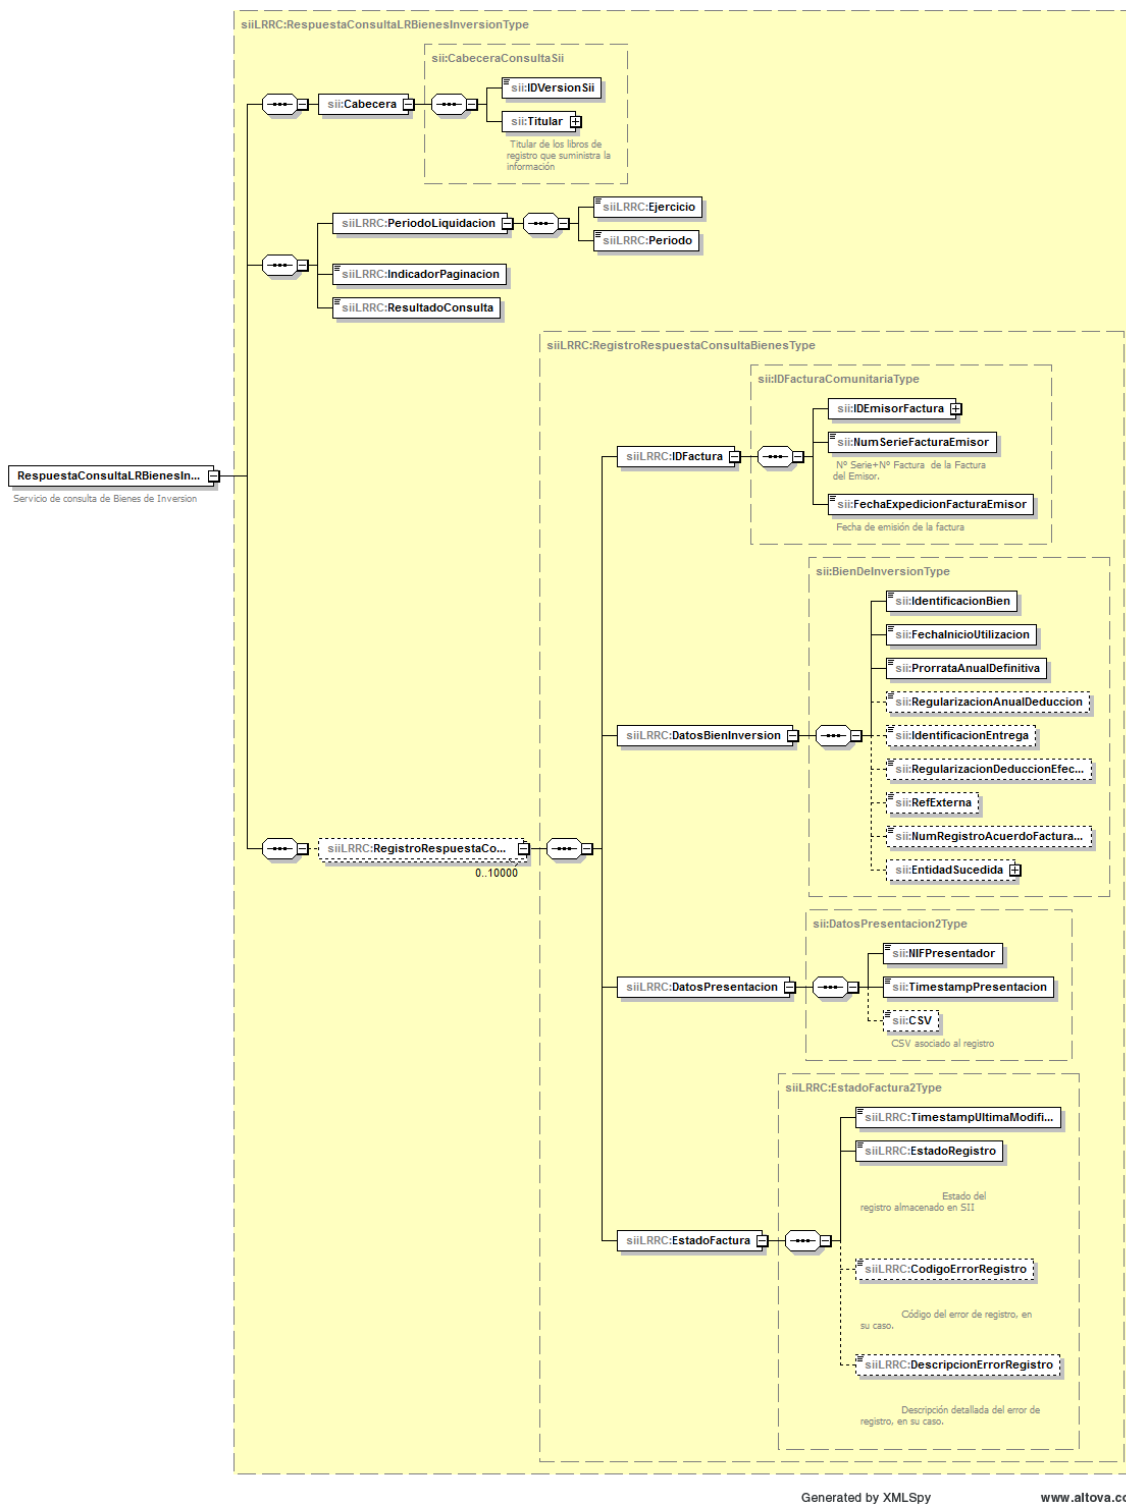 siiLRRC:RespuestaConsultaLRBienesInversionType
sii:CabeceraConsultaSii
sii:Cabecera
sii:IDVersionSii
sii:Titular
Titular de los libros de
registro que suministra la
información
siiLRRC:PeriodoLiquidacion
siiLRRC:Ejercicio
siiLRRC:Periodo
siiLRRC:IndicadorPaginacion
siiLRRC:ResultadoConsulta
siiLRRC:RegistroRespuestaConsultaBienesType
sii:IDFacturaComunitariaType
siiLRRC:IDFactura
sii:IDEmisorFactura
sii:NumSerieFacturaEmisor
Nº Serie+Nº Factura de la Factura
del Emisor.
sii:FechaExpedicionFacturaEmisor
Fecha de emisión de la factura
RespuestaConsultaLRBienesIn...
Servicio de consulta de Bienes de Inversion
sii:BienDeInversionType
siiLRRC:DatosBienInversion
sii:IdentificacionBien
sii:FechaInicioUtilizacion
sii:ProrrataAnualDefinitiva
sii:RegularizacionAnualDeduccion
sii:IdentificacionEntrega
sii:RegularizacionDeduccionEfec...
sii:RefExterna
sii:NumRegistroAcuerdoFactura...
sii:EntidadSucedida
siiLRRC:RegistroRespuestaCo...
0..10000
sii:DatosPresentacion2Type
siiLRRC:DatosPresentacion
sii:NIFPresentador
sii:TimestampPresentacion
sii:CSV
CSV asociado al registro
siiLRRC:EstadoFactura2Type
siiLRRC:EstadoFactura
siiLRRC:TimestampUltimaModifi...
siiLRRC:EstadoRegistro
Estado del
registro almacenado en SII
siiLRRC:CodigoErrorRegistro
Código del error de registro, en
su caso.
siiLRRC:DescripcionErrorRegistro
Descripción detallada del error de
registro, en su caso.
Generated by XMLSpy
www.altova.co